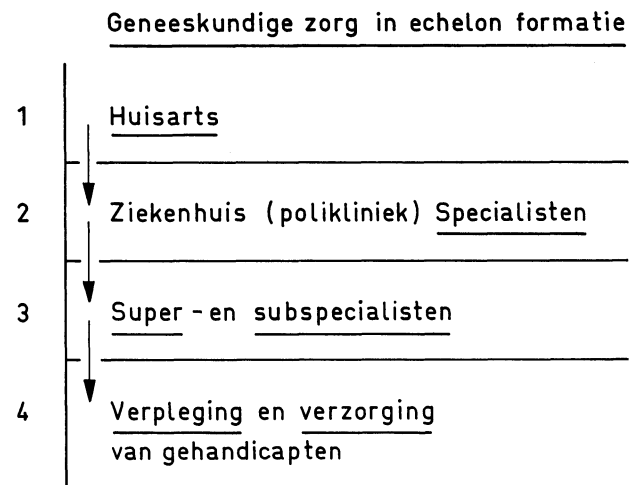 Geneeskundige zorg in echelon formatie
1 Huisarts
2 Ziekenhuis (polikliniek) Specialisten
3 Super - en subspecialisten
4 Verpleging en verzorging
van gehandicapten